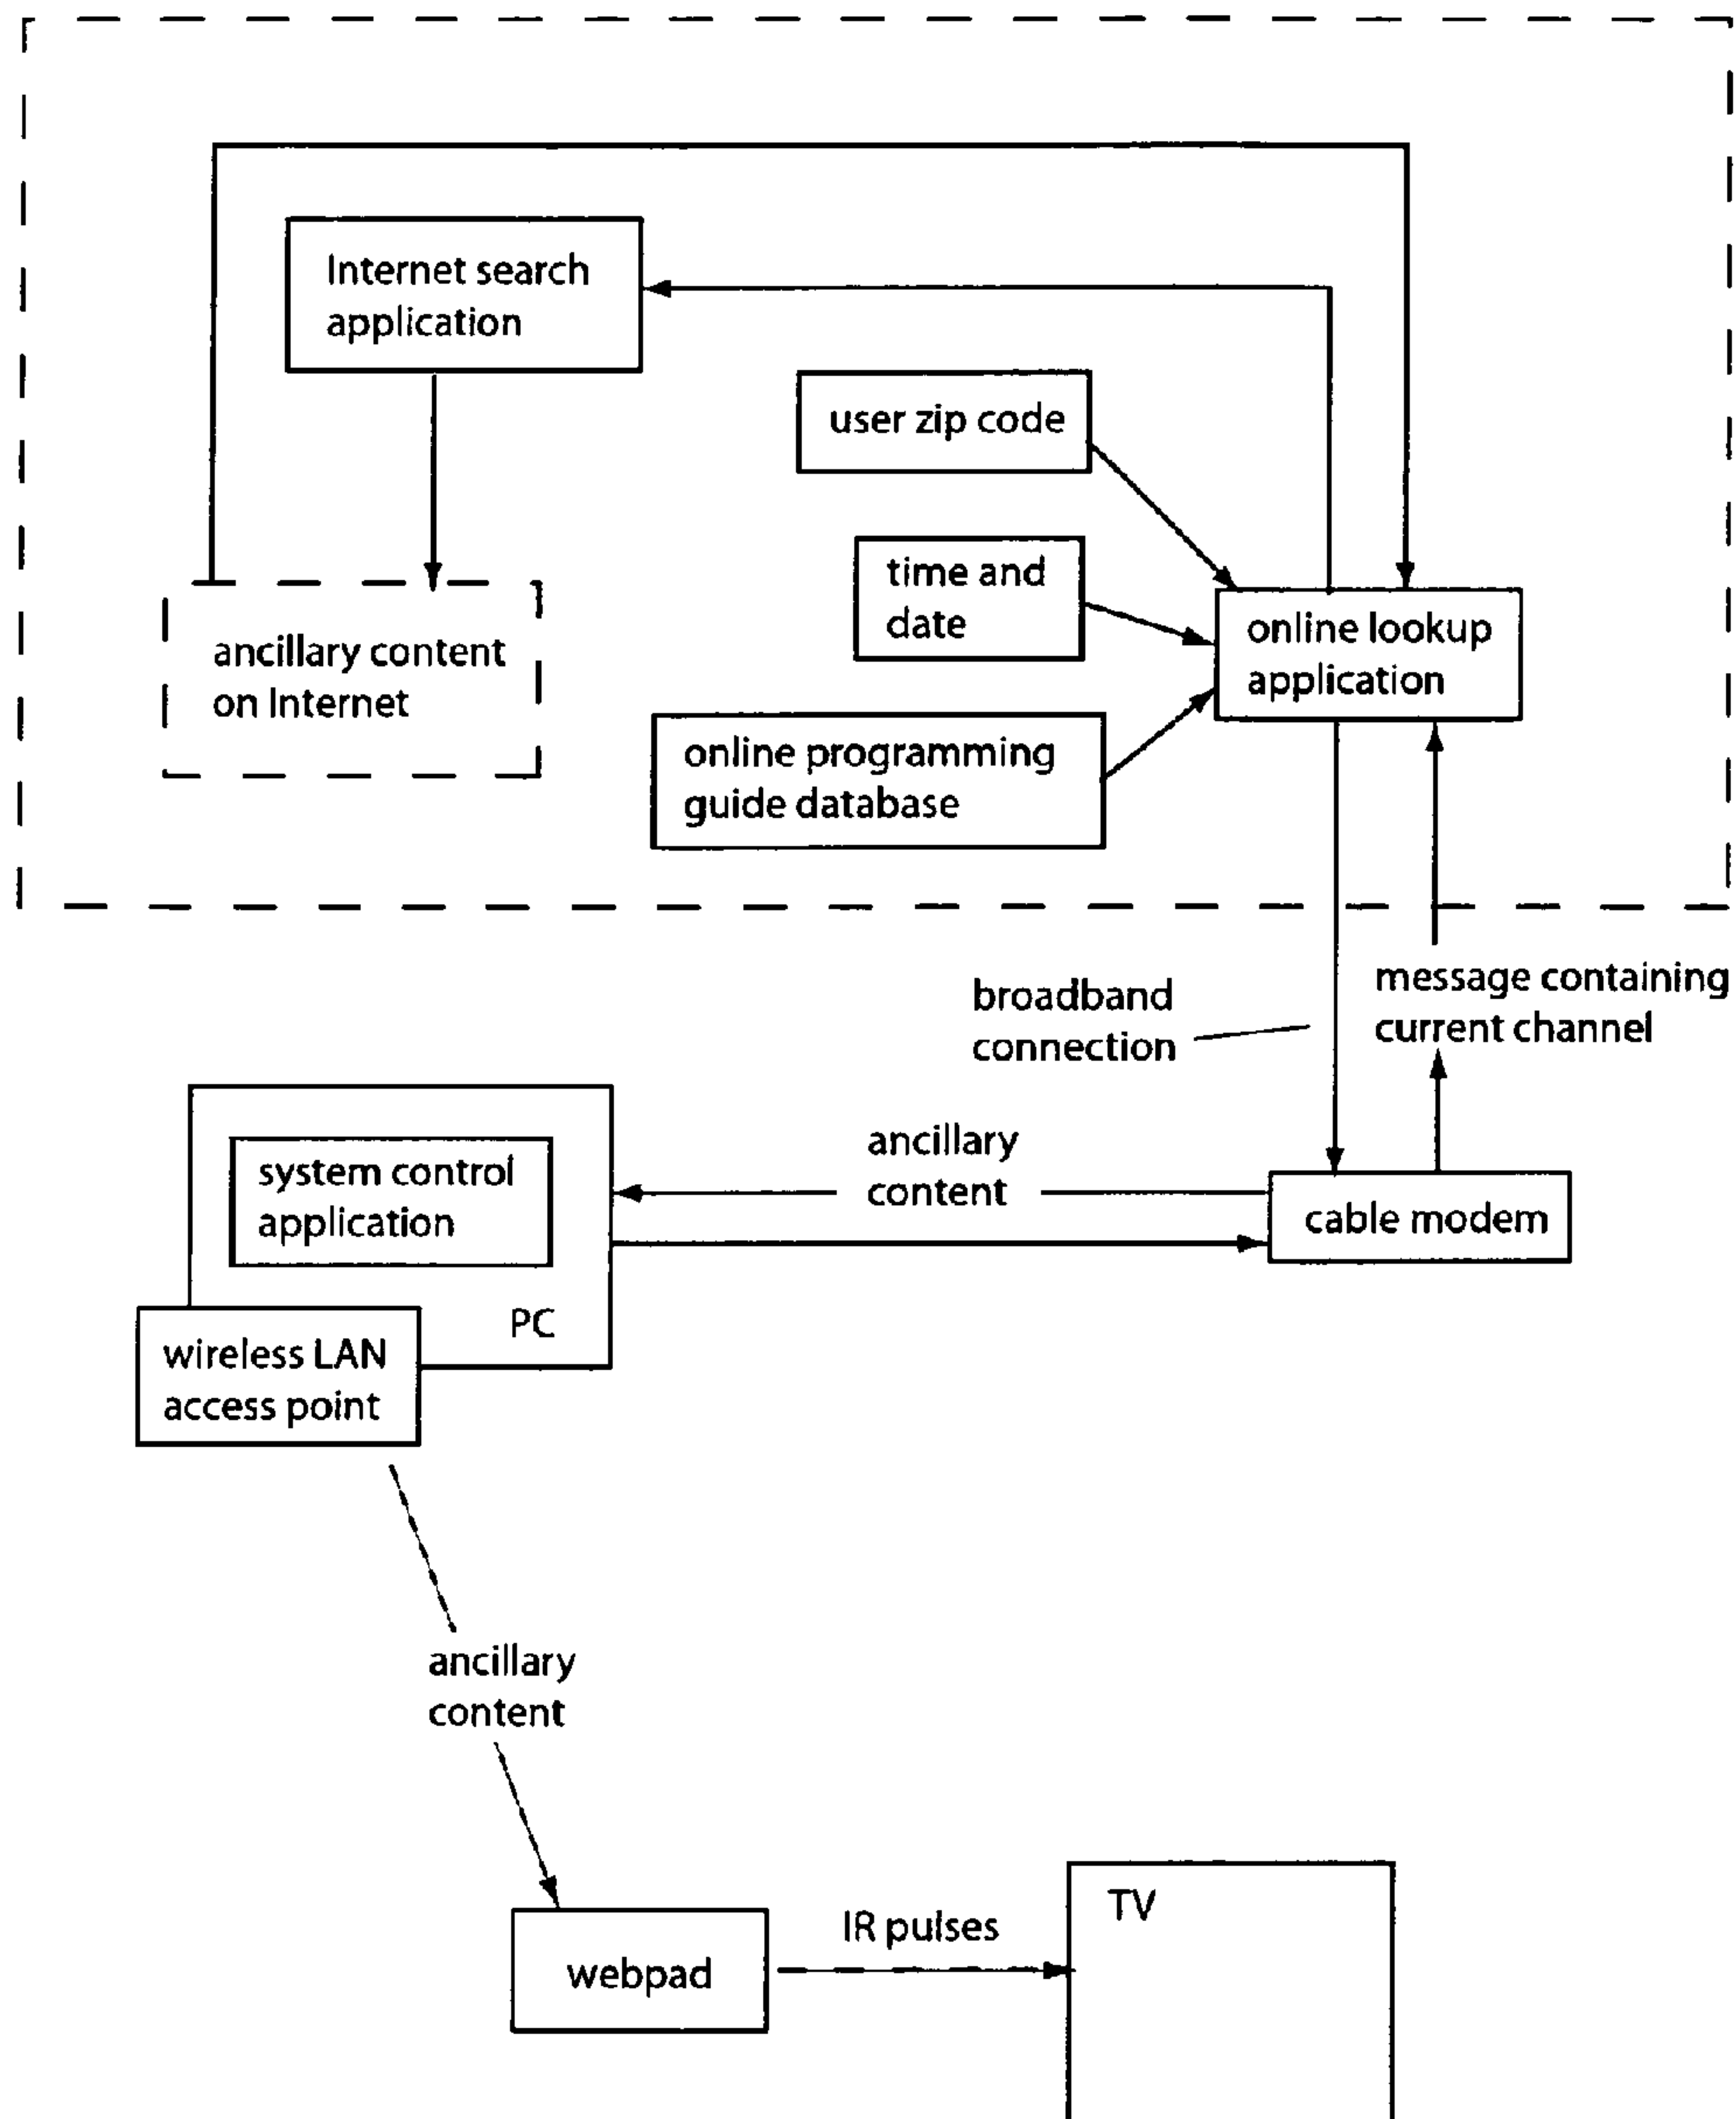 Internet search
application
user zip code
time and
date
online lookup
application
ancillary content
on Internet
online programming
guide database
broadband
connection
message containing
current channel
ancillary
content
system control
application
cable modem
PC
wireless LAN
access point
ancillary
content
webpad
IR pulses
TV